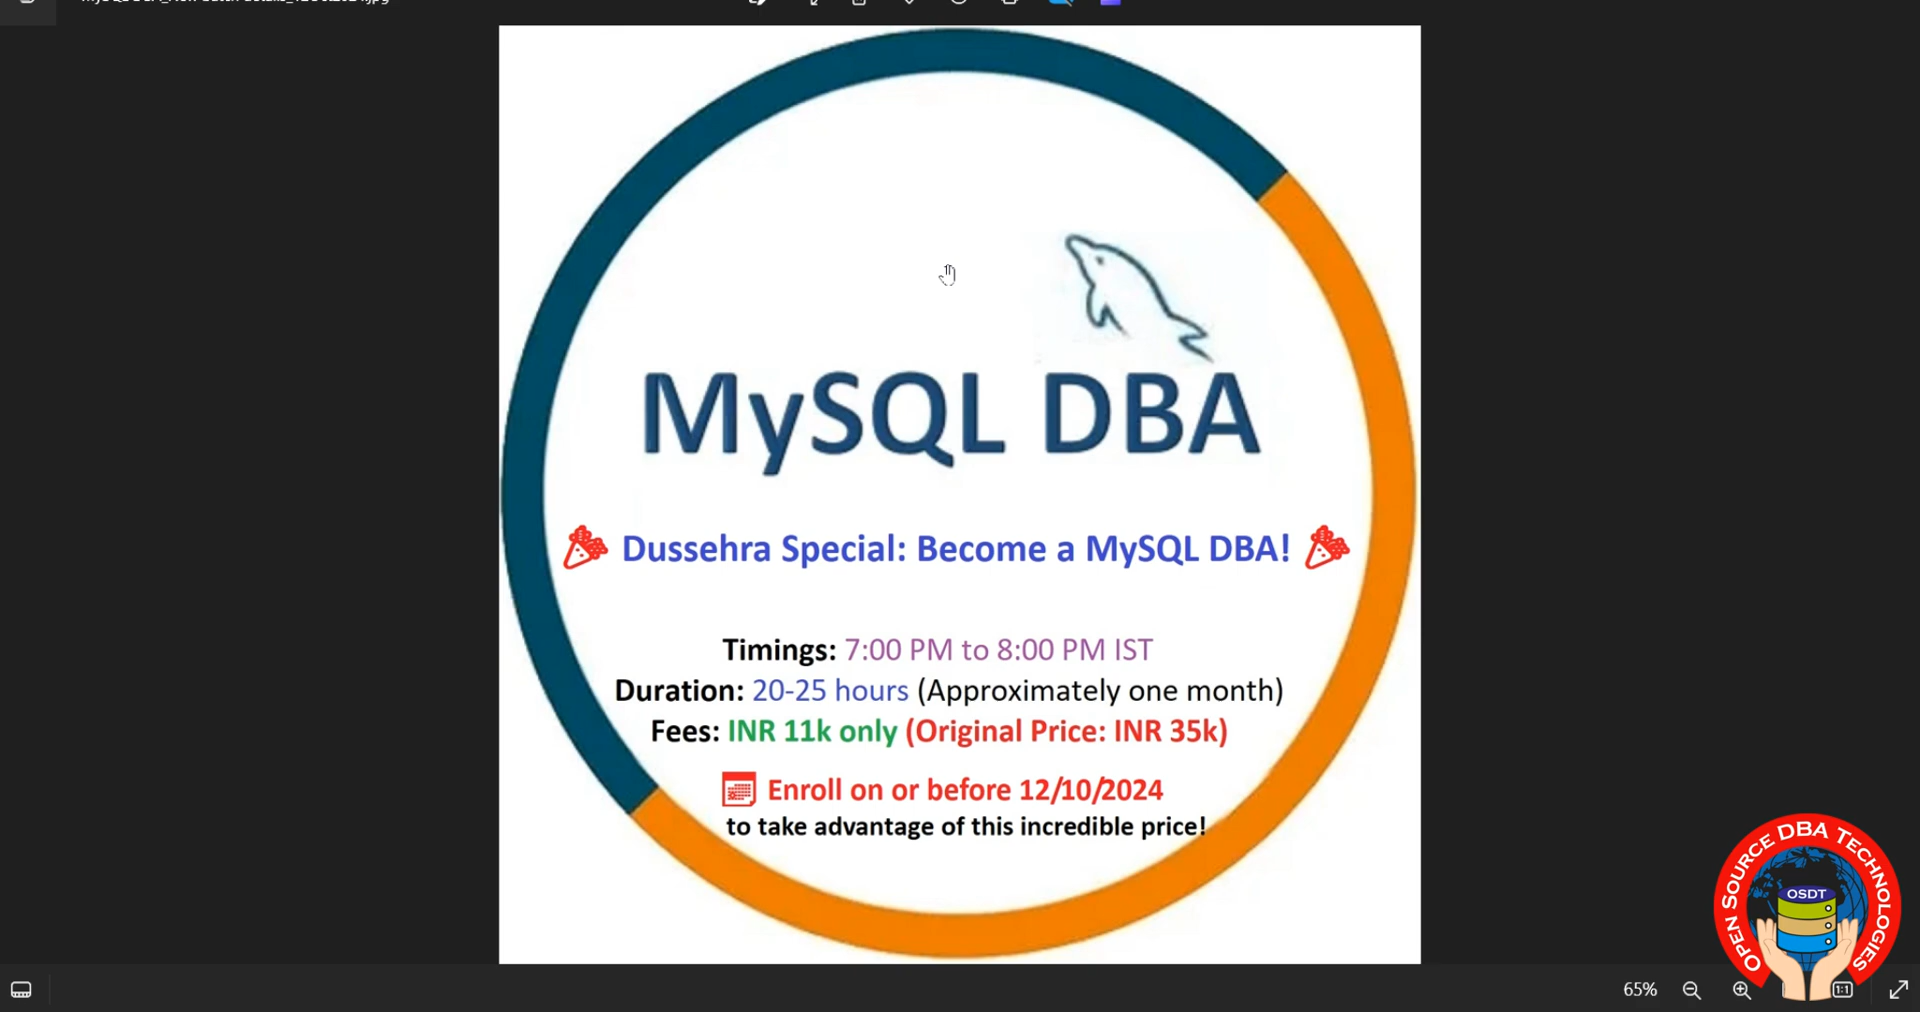 MySQL DBA
Dussehra Special: Become a MySQL DBA!
Timings: 7:00 PM to 8:00 PM IST
Duration: 20-25 hours (Approximately one month)
Fees: INR 11k only (Original Price: INR 35k)
Enroll on or before 12/10/2024
to take advantage of this incredible price!
OPEN SOURCE DBA TECHNOLOGIES
OSDT
65%
1:1